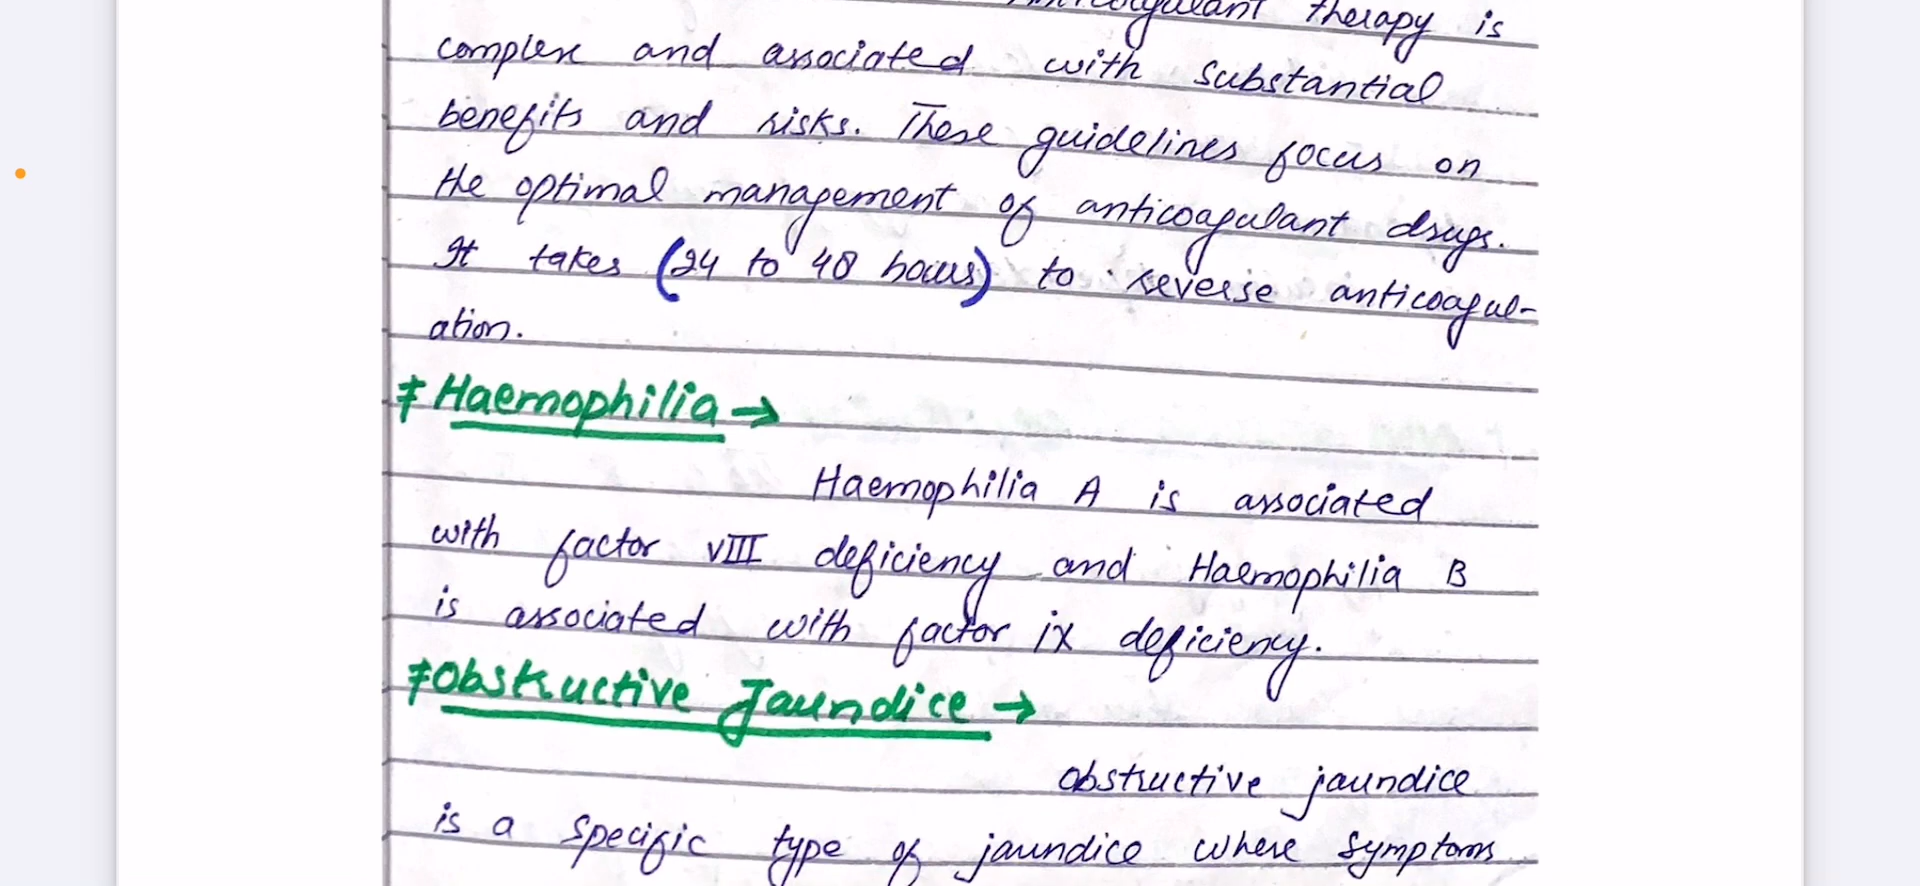 therapy is
complex and associated with substantial
benefits and risks. These guidelines focus on
the optimal management of anticoagulant drugs.
It takes (24 to 48 hours) to reverse anticoagul-
ation.
* Haemophilia →
Haemophilia A is associated
with factor VIII deficiency and Haemophilia B
is associated with factor ix deficiency.
* Obstructive Jaundice →
obstructive jaundice
is a specific type of jaundice where symptoms